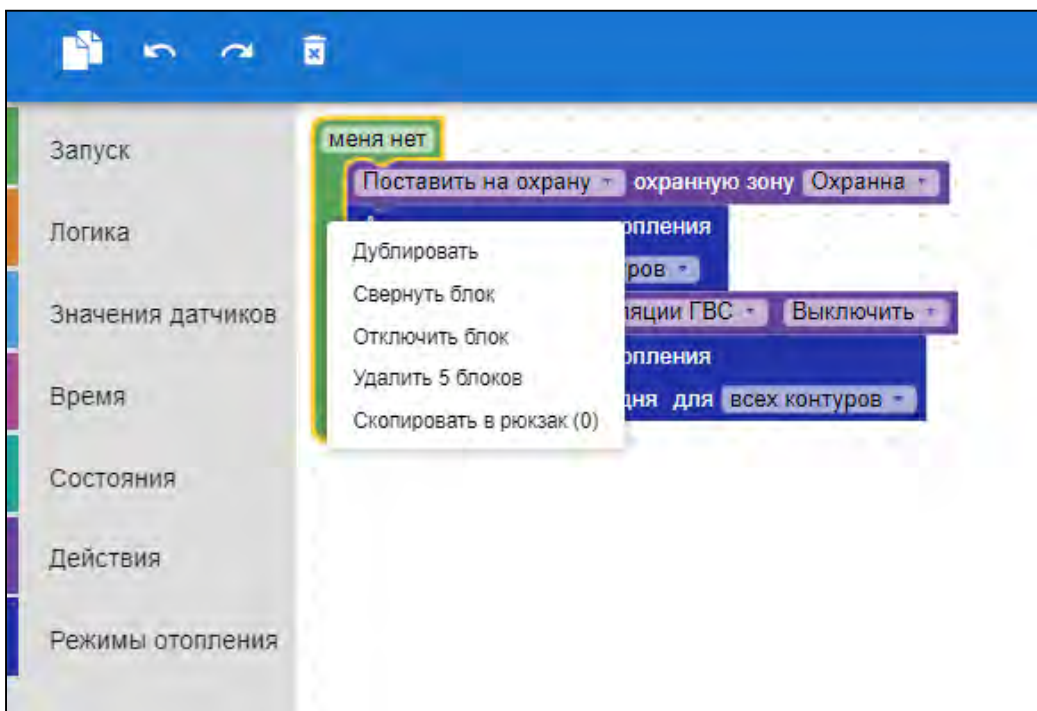 Запуск
Логика
Значения датчиков
Время
Состояния
Действия
Режимы отопления
меня нет
Поставить на охрану охранную зону Охранна
Дублировать
Свернуть блок
Отключить блок
Удалить 5 блоков
Скопировать в рюкзак (0)
опления
ров
яции ГВС Выключить
опления
дня для всех контуров